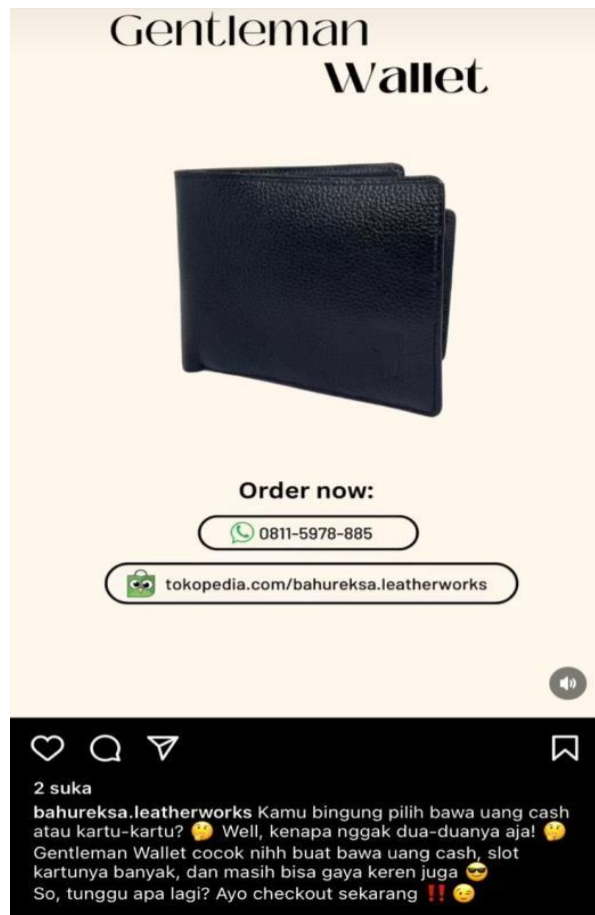 Gentleman
Wallet
Order now:
0811-5978-885
tokopedia.com/bahureksa.leatherworks
2 suka
bahureksa.leatherworks Kamu bingung pilih bawa uang cash
atau kartu-kartu? 🤔 Well, kenapa nggak dua-duanya aja! 🤔
Gentleman Wallet cocok nihh buat bawa uang cash, slot
kartunya banyak, dan masih bisa gaya keren juga 😎
So, tunggu apa lagi? Ayo checkout sekarang ‼️ 😉